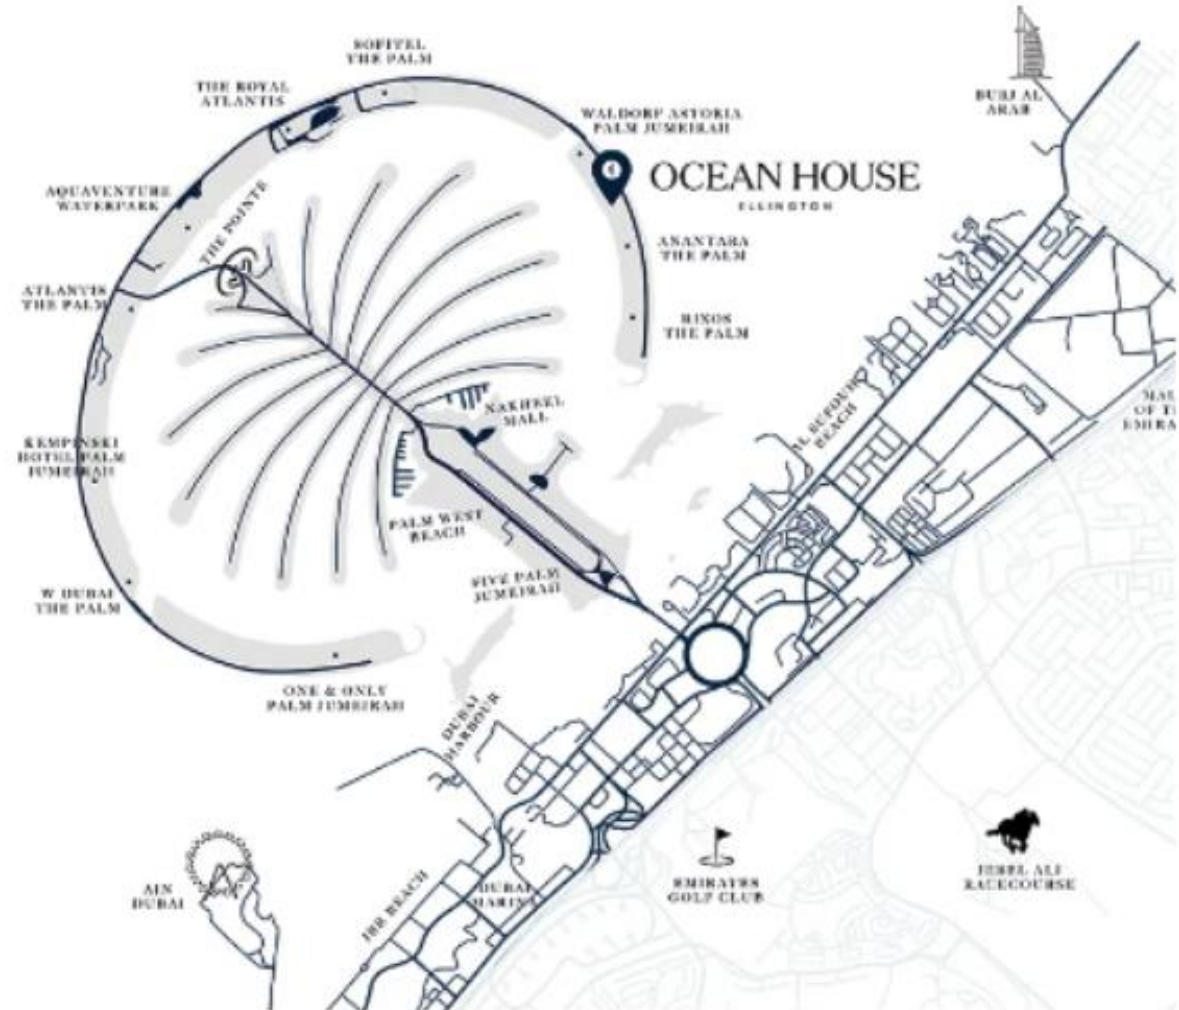 SOFITEL
THE PALM
THE ROYAL
ATLANTIS
BURJ AL
ARAB
WALDORF ASTORIA
PALM JUMEIRAH
OCEAN HOUSE
ELLINGTON
AQUAVENTURE
WATERPARK
THE POINTE
ANANTARA
THE PALM
ATLANTIS
THE PALM
RIXOS
THE PALM
NAKHEEL
MALL
AL SUFOUH
BEACH
MAL
OF T
EMIRA
KEMPINSKI
HOTEL PALM
JUMEIRAH
PALM WEST
BEACH
FIVE PALM
JUMEIRAH
W DUBAI
THE PALM
ONE & ONLY
PALM JUMEIRAH
DUBAI
HARBOUR
AIN
DUBAI
JBR BEACH
DUBAI
MARINA
EMIRATES
GOLF CLUB
JEBEL ALI
RACECOURSE